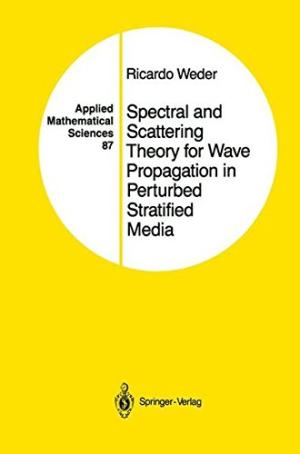 Ricardo Weder
Applied
Mathematical
Sciences
87
Spectral and
Scattering
Theory for Wave
Propagation in
Perturbed
Stratified
Media
Springer-Verlag